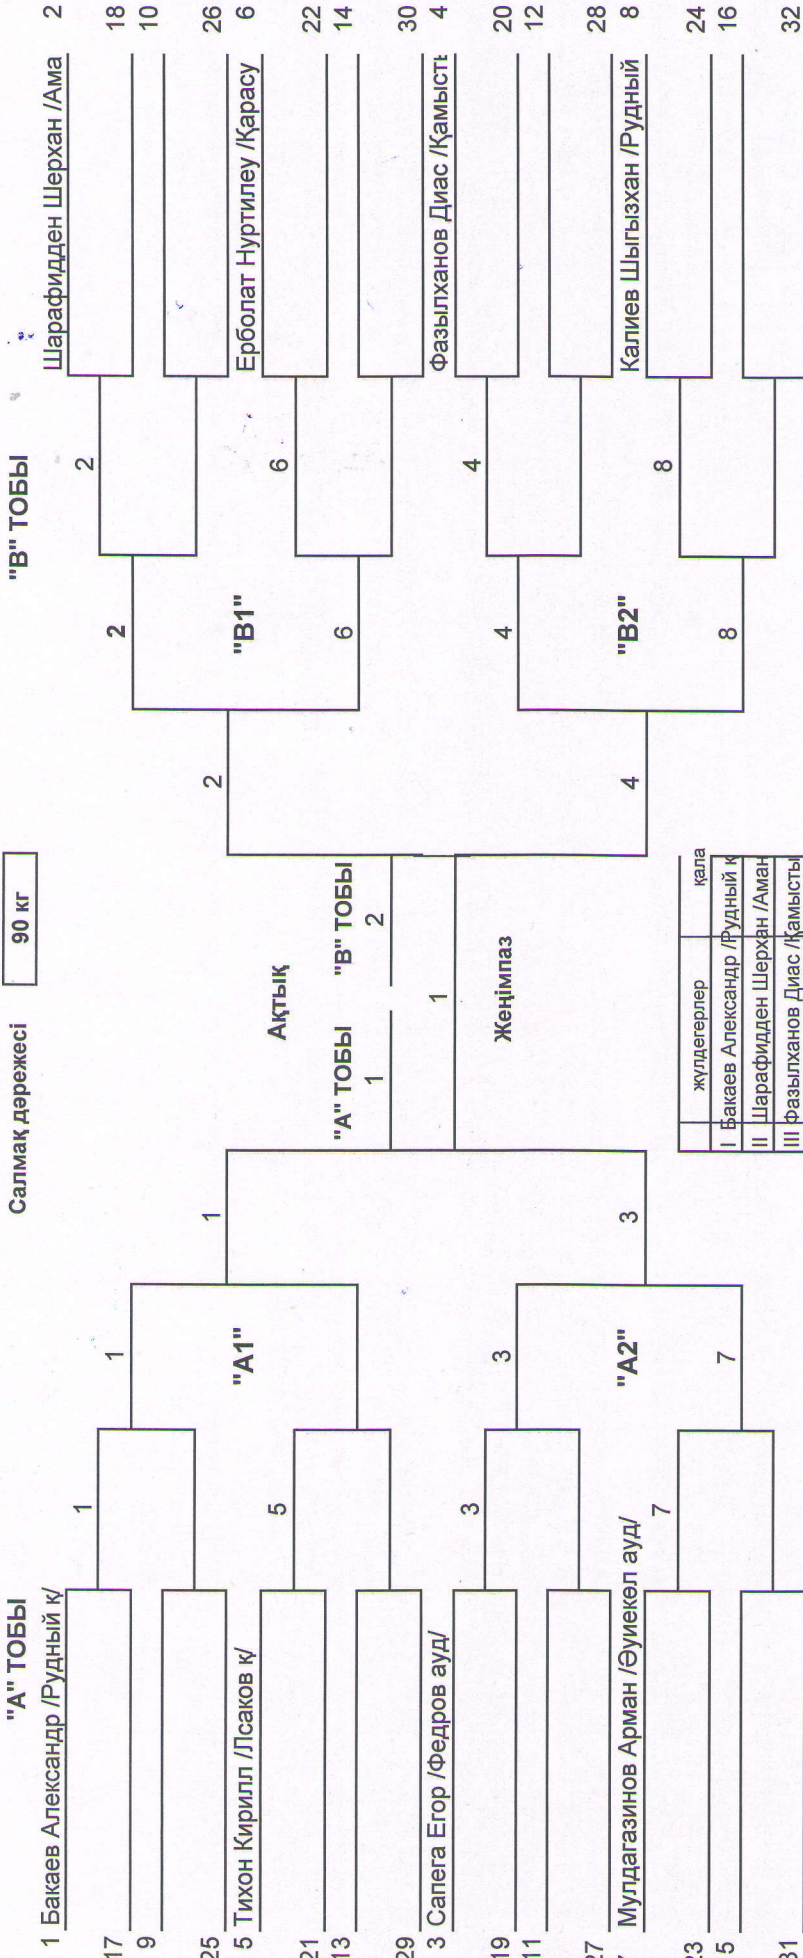 Салмақ дәрежесі 90 кг
"А" ТОБЫ
"В" ТОБЫ
1 Бакаев Александр /Рудный қ/
17
9
25
5 Тихон Кирилл /Лсаков қ/
21
13
29
3 Сапега Егор /Федров ауд/
19
11
27
Мулдагазинов Арман /Әуиекөл ауд/
23
5
31
1
5
3
7
1
"А1"
3
"А2"
7
1
3
Ақтық
"А" ТОБЫ "В" ТОБЫ
1 2
1
Жеңімпаз
2
4
2
"В1"
6
4
"В2"
8
2
6
4
8
Шарафидден Шерхан /Ама 2
18
10
26
Ерболат Нуртилеу /Қарасу 6
22
14
30
Фазылханов Диас /Қамысты 4
20
12
28
Калиев Шыгызхан /Рудный 8
24
16
32
жүлдегерлер қала
I Бакаев Александр /Рудный қ
II Шарафидден Шерхан /Аман
III Фазылханов Диас /Қамысты